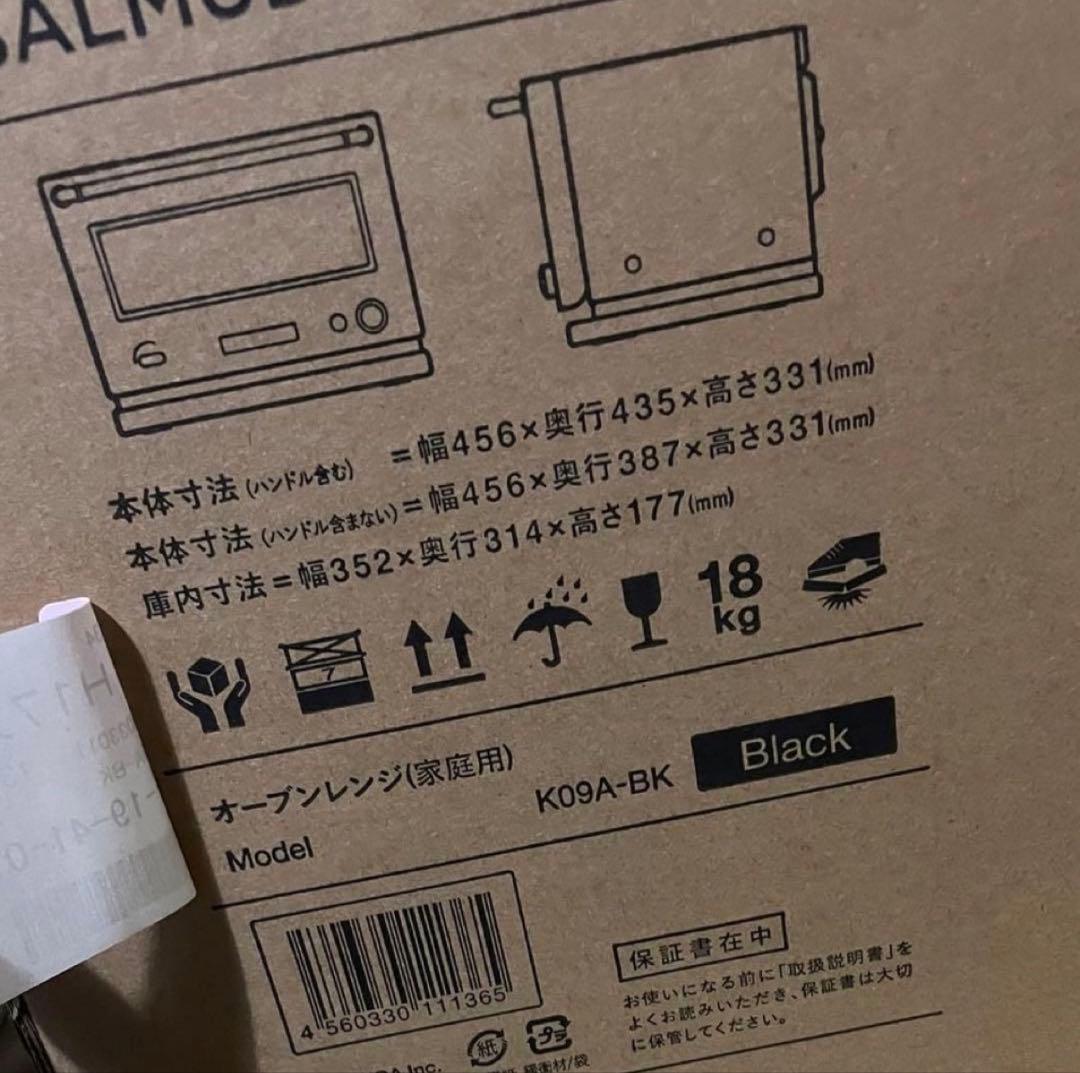 本体寸法(ハンドル含む) =幅456×奥行435×高さ331(mm)
本体寸法(ハンドル含まない)=幅456×奥行387×高さ331(mm)
庫内寸法=幅352×奥行314×高さ177(mm)
7
18
kg
オーブンレンジ(家庭用)
Model
K09A-BK
Black
4 560330 111365
保証書在中
お使いになる前に「取扱説明書」を
よくお読みいただき、保証書は大切
に保管してください。
紙
プラ
Inc.
緩衝材/袋